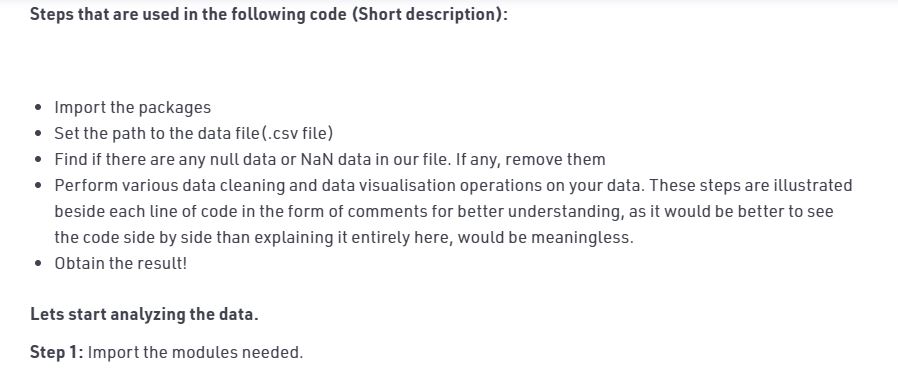 Steps that are used in the following code (Short description):
• Import the packages
• Set the path to the data file(.csv file)
• Find if there are any null data or NaN data in our file. If any, remove them
• Perform various data cleaning and data visualisation operations on your data. These steps are illustrated
beside each line of code in the form of comments for better understanding, as it would be better to see
the code side by side than explaining it entirely here, would be meaningless.
• Obtain the result!
Lets start analyzing the data.
Step 1: Import the modules needed.